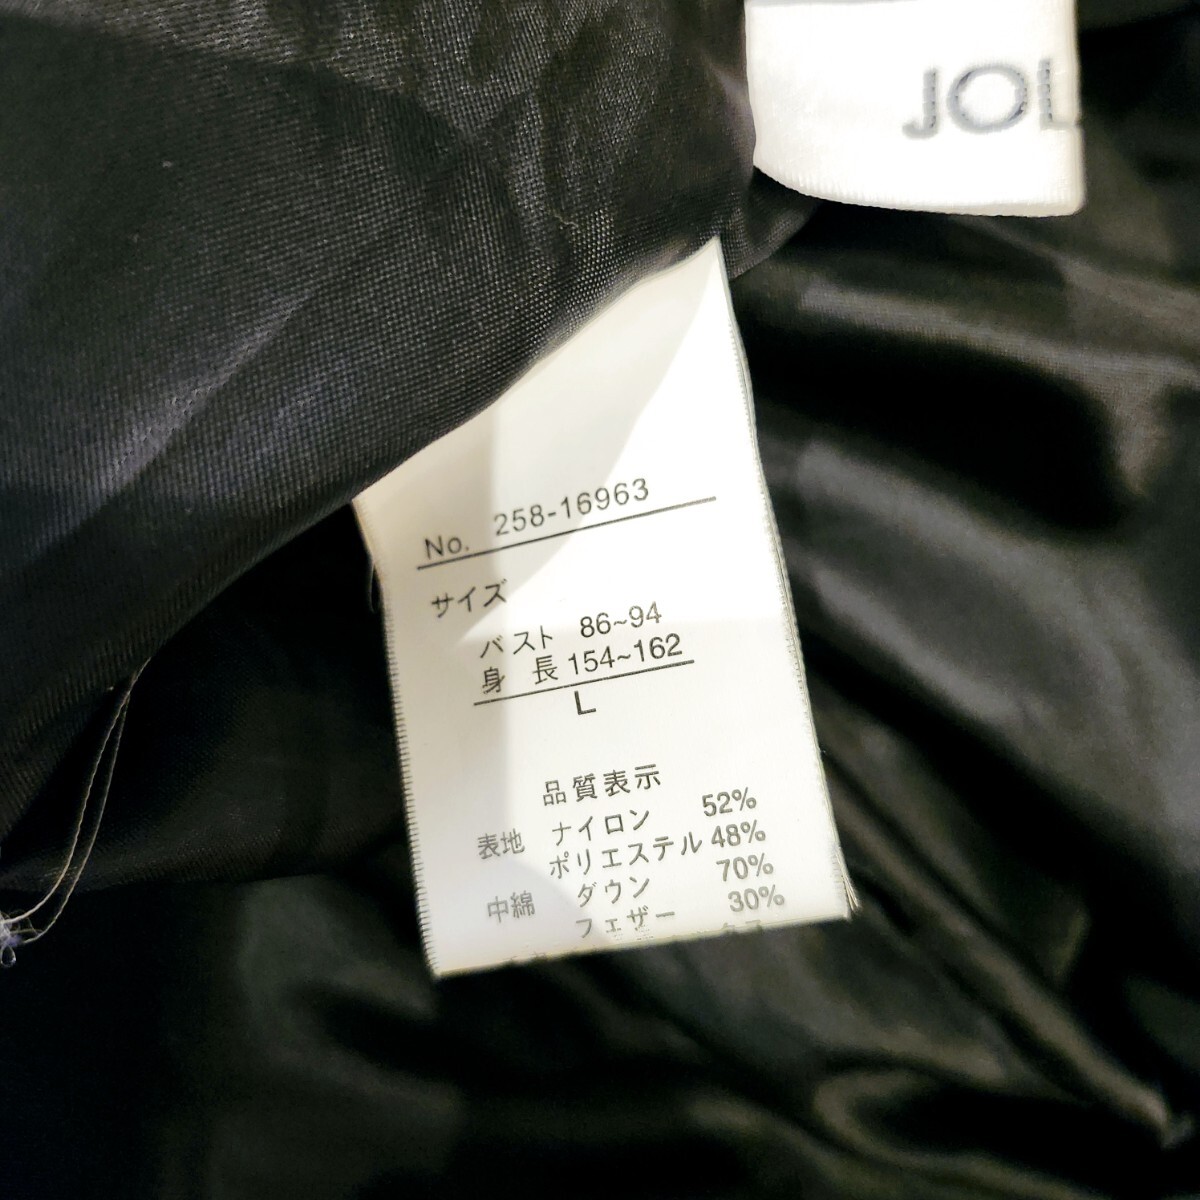 JOL
No. 258-16963
サイズ
バスト 86~94
身長 154~162
L
品質表示
表地 ナイロン 52%
ポリエステル 48%
中綿 ダウン 70%
フェザー 30%